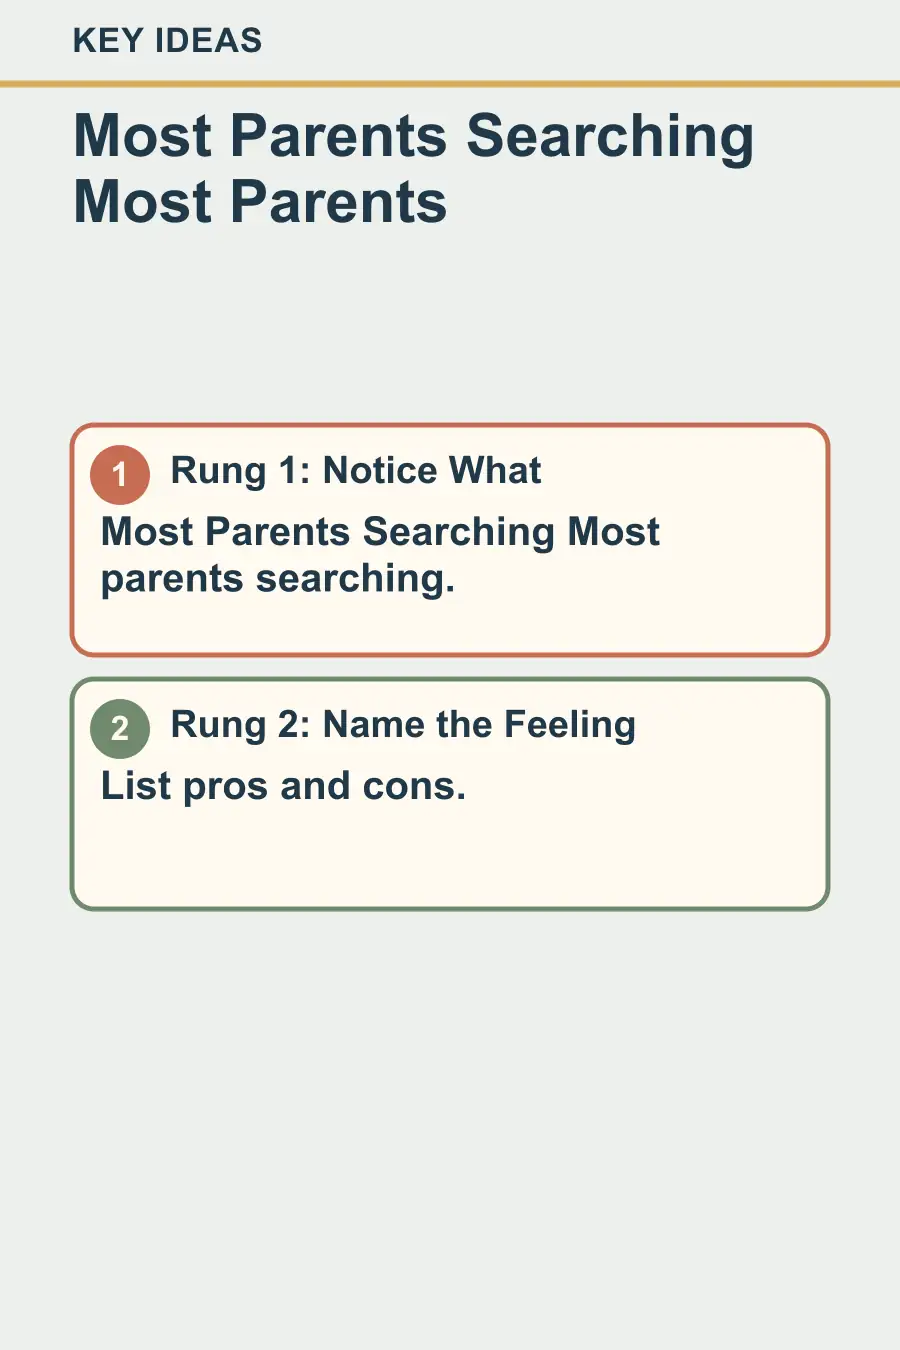 KEY IDEAS
Most Parents Searching
Most Parents
1 Rung 1: Notice What
Most Parents Searching Most
parents searching.
2 Rung 2: Name the Feeling
List pros and cons.